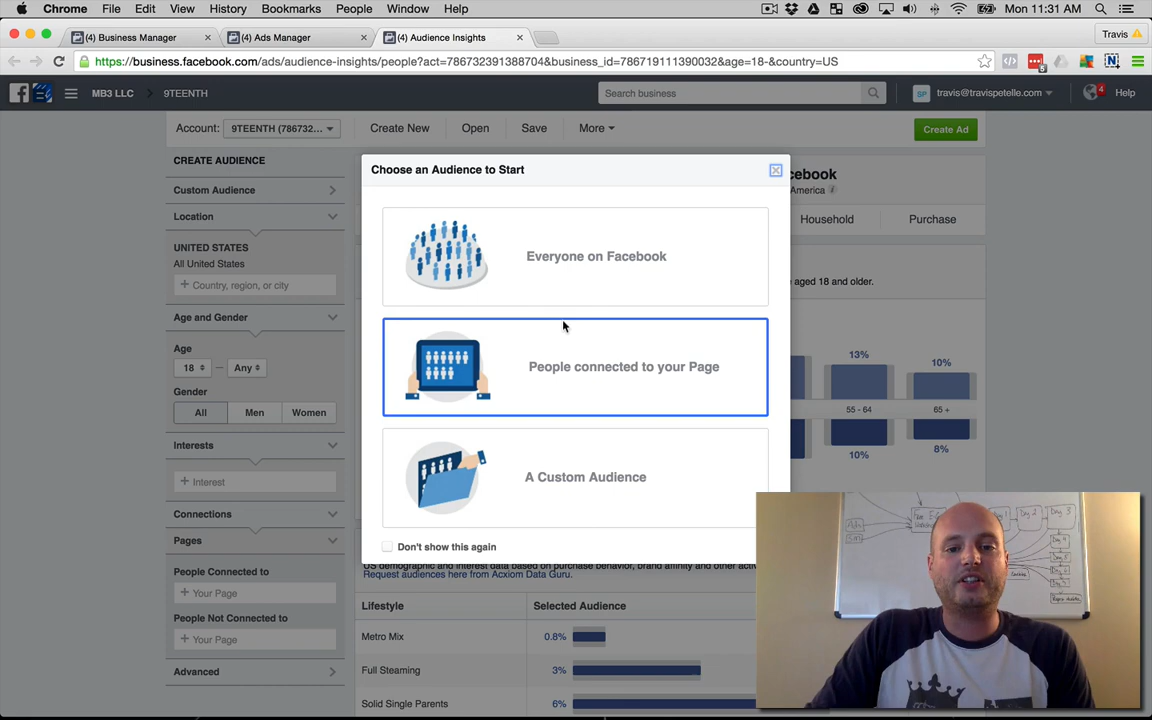 Chrome File Edit View History Bookmarks People Window Help Mon 11:31 AM
(4) Business Manager (4) Ads Manager (4) Audience Insights Travis
https://business.facebook.com/ads/audience-insights/people?act=786732391388704&business_id=786719111390032&age=18-&country=US
MB3 LLC 9TEENTH Search business travis@travispetelle.com 4 Help
Account: 9TEENTH (786732... Create New Open Save More Create Ad
CREATE AUDIENCE
Custom Audience
Location
UNITED STATES
All United States
+ Country, region, or city
Age and Gender
Age
18 – Any
Gender
All Men Women
Interests
+ Interest
Connections
Pages
People Connected to
+ Your Page
People Not Connected to
+ Your Page
Advanced
Choose an Audience to Start
Everyone on Facebook
People connected to your Page
A Custom Audience
Don't show this again
cebook
America
Household Purchase
aged 18 and older.
13% 10%
55 - 64 65 +
10% 8%
US demographic and interest data based on purchase behavior, brand affinity and other
Request audiences here from Acxiom Data Guru.
Lifestyle Selected Audience
Metro Mix 0.8%
Full Steaming 3%
Solid Single Parents 6%
Day 2
Day 3